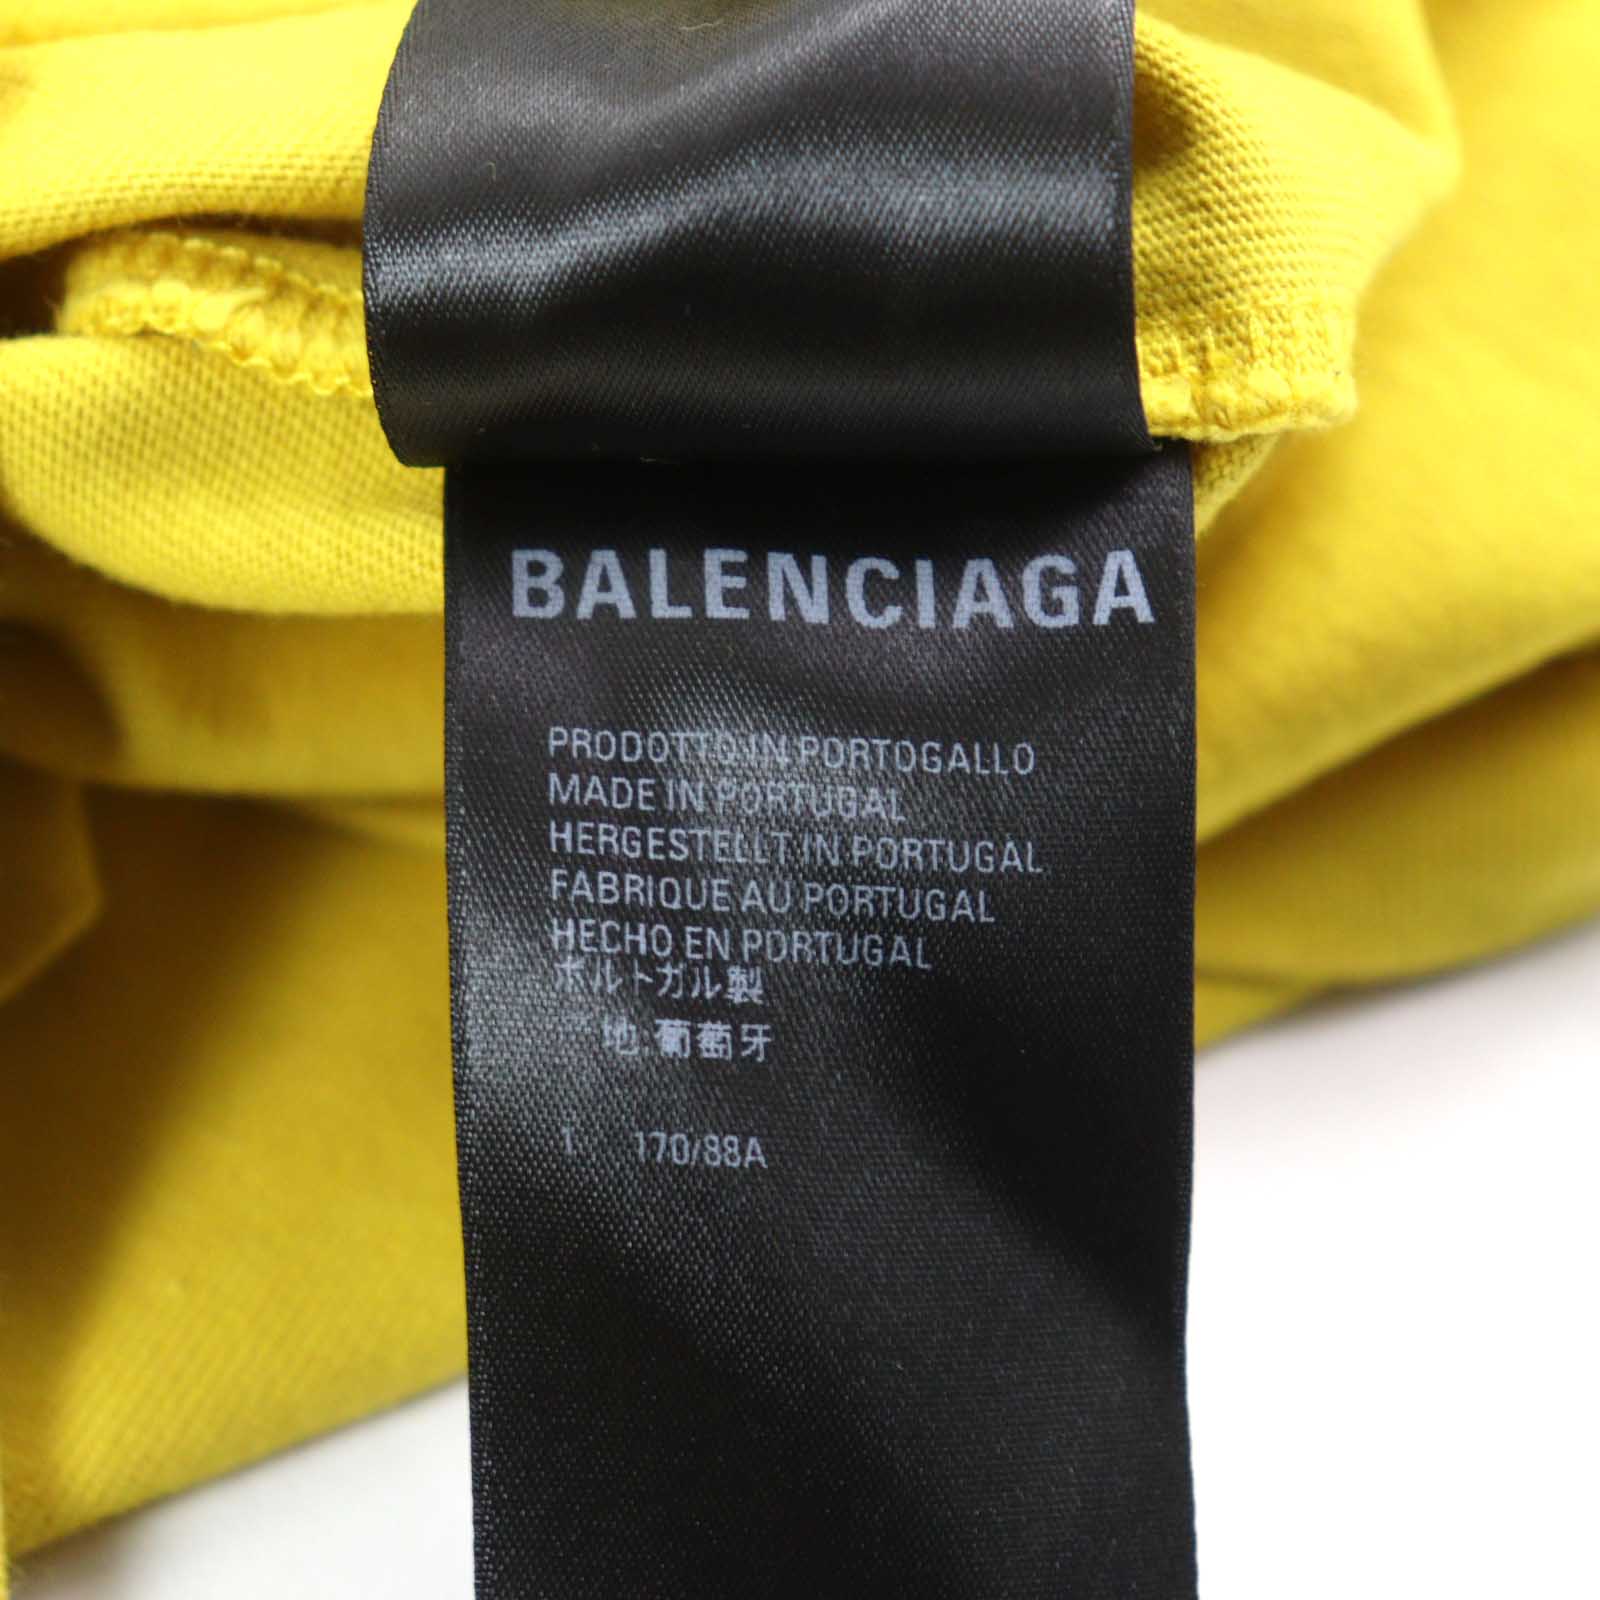 BALENCIAGA
PRODOTTO IN PORTOGALLO
MADE IN PORTUGAL
HERGESTELLT IN PORTUGAL
FABRIQUE AU PORTUGAL
HECHO EN PORTUGAL
ポルトガル製
地:葡萄牙
1 170/88A